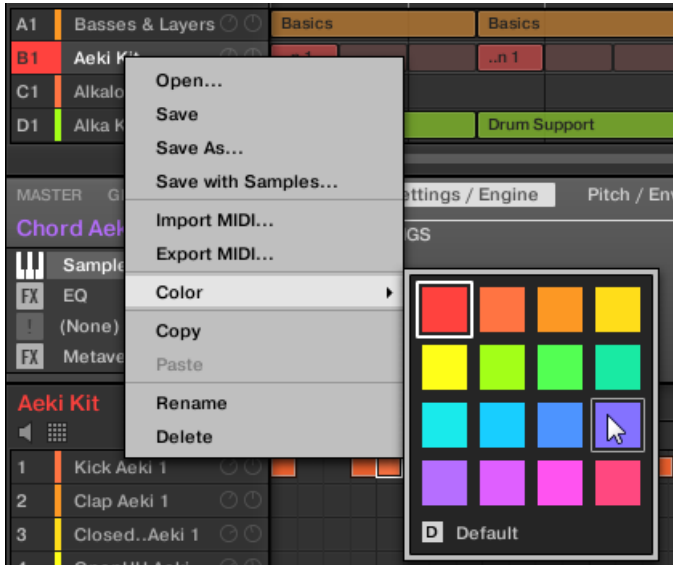 A1 Basses & Layers Basics Basics
B1 Aeki Kit ..n 1 ..n 1
C1 Alkalo
D1 Alka K Drum Support
Open...
Save
Save As...
Save with Samples...
Import MIDI...
Export MIDI...
Color
Copy
Paste
Rename
Delete
MASTER G ettings / Engine Pitch / Env
Chord Aek GS
Sample
FX EQ
! (None)
FX Metave
D Default
Aeki Kit
1 Kick Aeki 1
2 Clap Aeki 1
3 Closed..Aeki 1
4